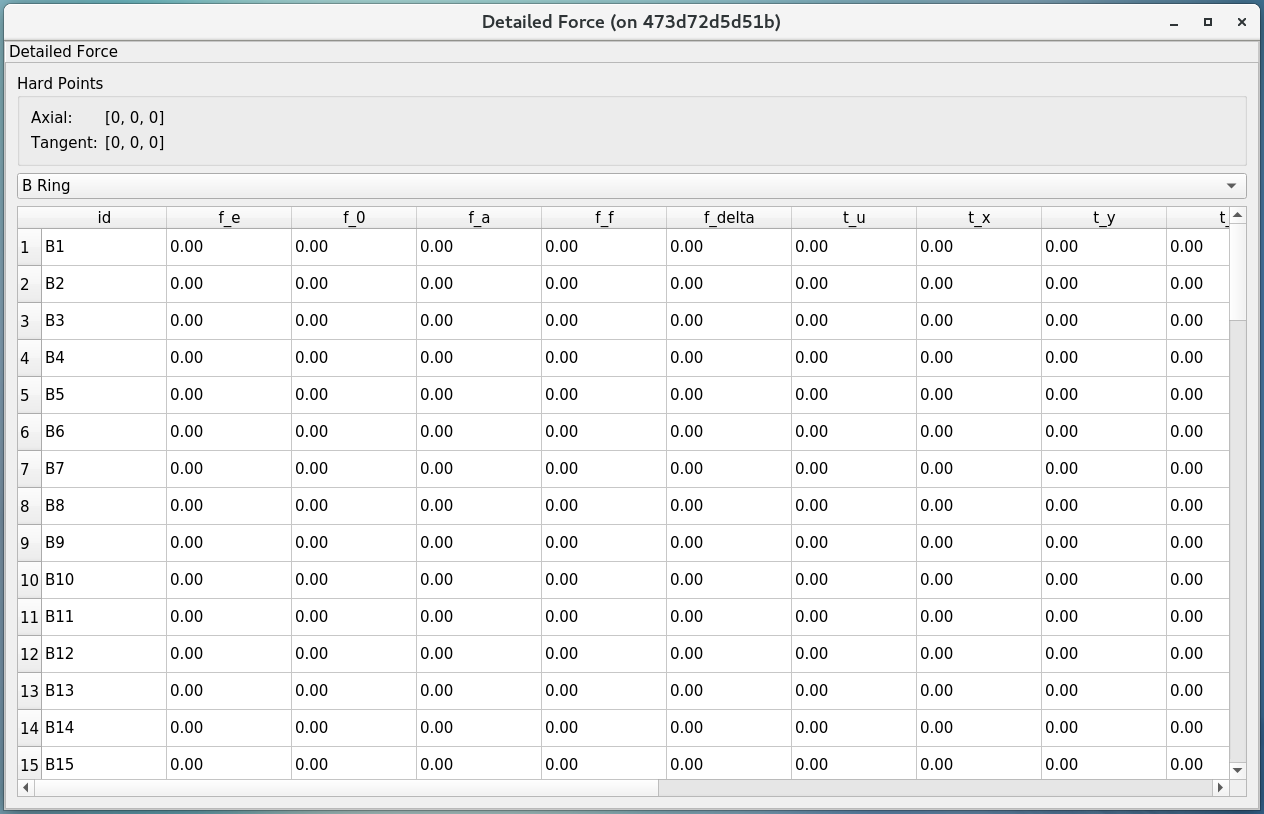 Detailed Force (on 473d72d5d51b)
Detailed Force
Hard Points
Axial: [0, 0, 0]
Tangent: [0, 0, 0]
B Ring
id f_e f_0 f_a f_f f_delta t_u t_x t_y t_
1 B1 0.00 0.00 0.00 0.00 0.00 0.00 0.00 0.00 0.00
2 B2 0.00 0.00 0.00 0.00 0.00 0.00 0.00 0.00 0.00
3 B3 0.00 0.00 0.00 0.00 0.00 0.00 0.00 0.00 0.00
4 B4 0.00 0.00 0.00 0.00 0.00 0.00 0.00 0.00 0.00
5 B5 0.00 0.00 0.00 0.00 0.00 0.00 0.00 0.00 0.00
6 B6 0.00 0.00 0.00 0.00 0.00 0.00 0.00 0.00 0.00
7 B7 0.00 0.00 0.00 0.00 0.00 0.00 0.00 0.00 0.00
8 B8 0.00 0.00 0.00 0.00 0.00 0.00 0.00 0.00 0.00
9 B9 0.00 0.00 0.00 0.00 0.00 0.00 0.00 0.00 0.00
10 B10 0.00 0.00 0.00 0.00 0.00 0.00 0.00 0.00 0.00
11 B11 0.00 0.00 0.00 0.00 0.00 0.00 0.00 0.00 0.00
12 B12 0.00 0.00 0.00 0.00 0.00 0.00 0.00 0.00 0.00
13 B13 0.00 0.00 0.00 0.00 0.00 0.00 0.00 0.00 0.00
14 B14 0.00 0.00 0.00 0.00 0.00 0.00 0.00 0.00 0.00
15 B15 0.00 0.00 0.00 0.00 0.00 0.00 0.00 0.00 0.00